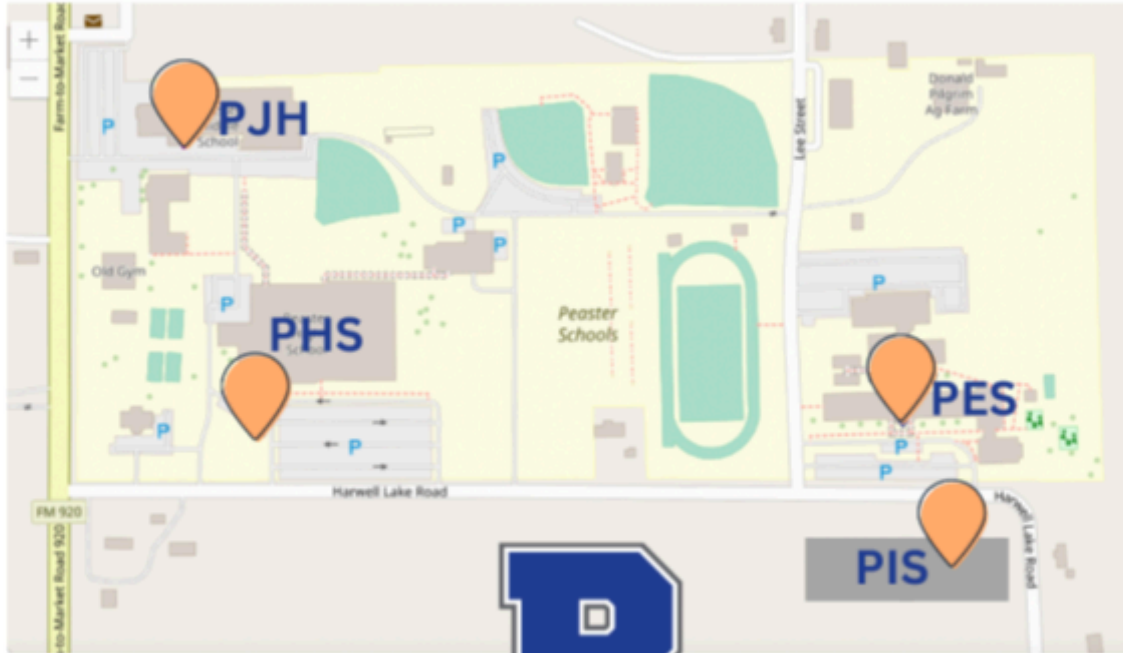 +
−
Farm-to-Market Road
P
PJH
School
P
Lee Street
Donald
Pilgrim
Ag Farm
P
P
Old Gym
P
P
PHS
School
Peaster
Schools
PES
P
P
P
P
Harwell Lake Road
FM 920
Harwell Lake Road
PIS
to-Market Road 920
P